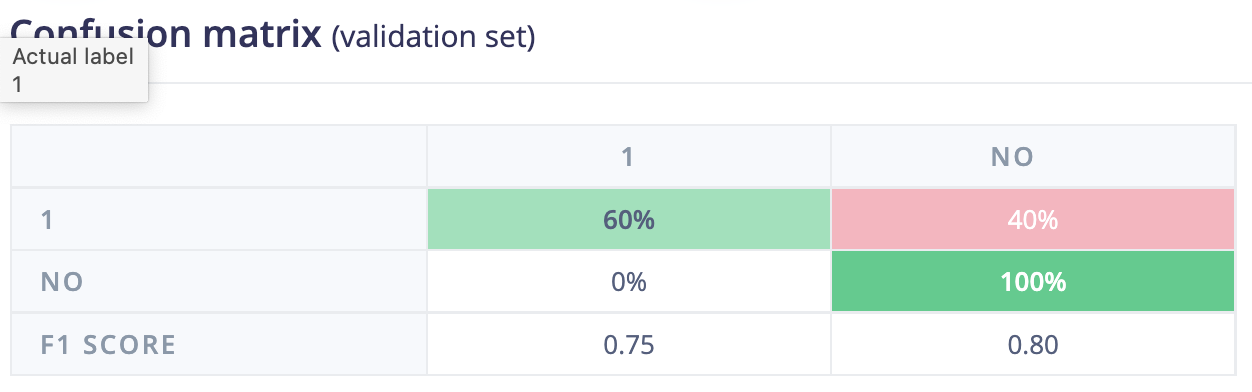 Confusion matrix (validation set)
Actual label
1
1 NO
1 60% 40%
NO 0% 100%
F1 SCORE 0.75 0.80